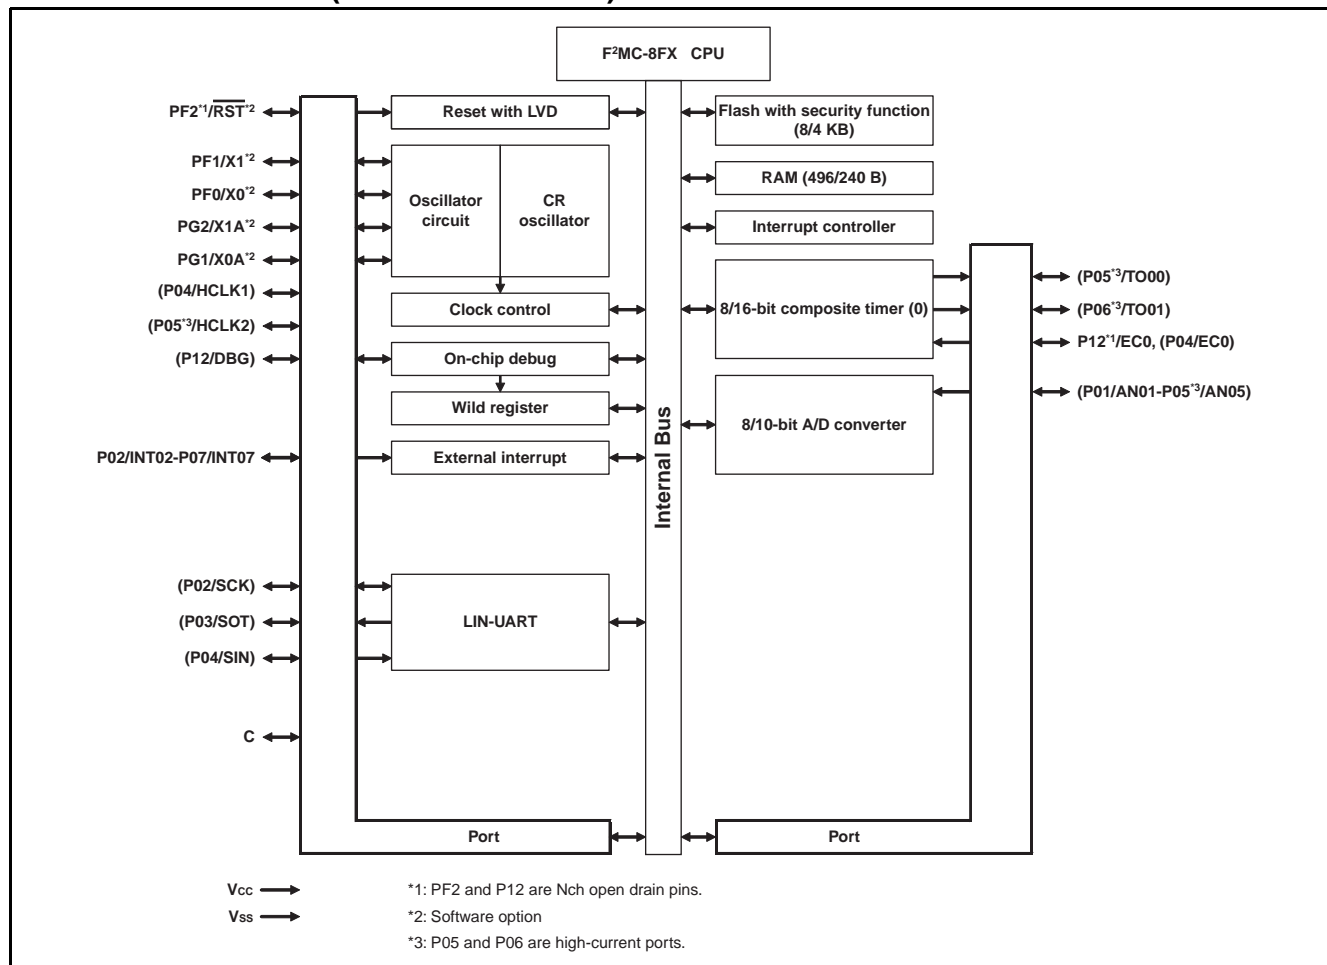 F²MC-8FX CPU
PF2*1/RST*2
Reset with LVD
Flash with security function
(8/4 KB)
PF1/X1*2
PF0/X0*2
PG2/X1A*2
PG1/X0A*2
(P04/HCLK1)
(P05*3/HCLK2)
(P12/DBG)
Oscillator
circuit
CR
oscillator
RAM (496/240 B)
Interrupt controller
Clock control
8/16-bit composite timer (0)
(P05*3/TO00)
(P06*3/TO01)
P12*1/EC0, (P04/EC0)
On-chip debug
Wild register
8/10-bit A/D converter
(P01/AN01-P05*3/AN05)
P02/INT02-P07/INT07
External interrupt
Internal Bus
(P02/SCK)
(P03/SOT)
(P04/SIN)
LIN-UART
C
Port
Port
Vcc
*1: PF2 and P12 are Nch open drain pins.
Vss
*2: Software option
*3: P05 and P06 are high-current ports.